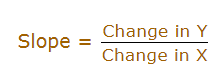 Slope = Change in Y
Change in X